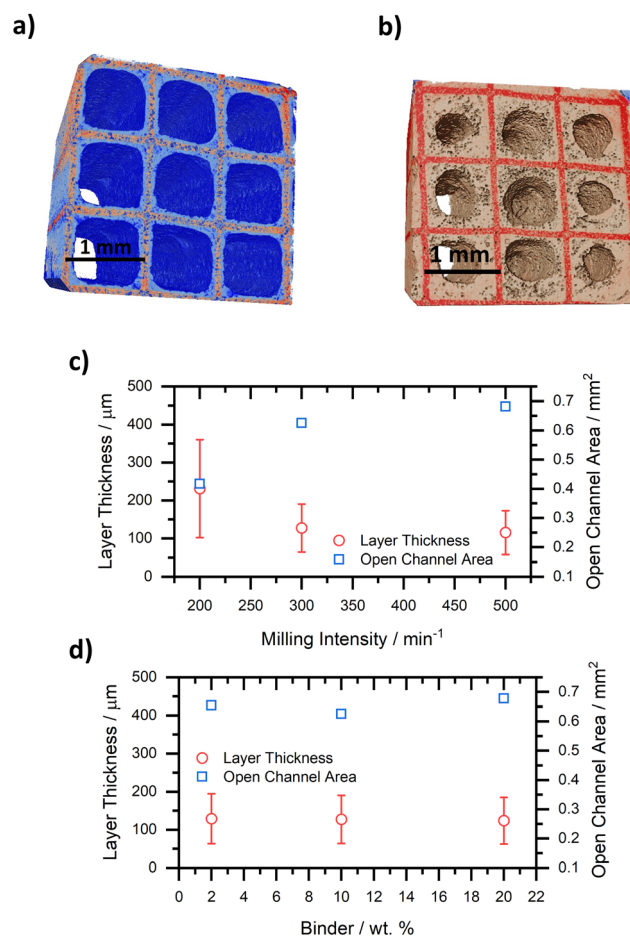 a)
b)
1 mm
1 mm
c)
500
400
300
200
100
0
Layer Thickness / μm
0.7
0.6
0.5
0.4
0.3
0.2
0.1
Open Channel Area / mm²
Layer Thickness
Open Channel Area
200 250 300 350 400 450 500
Milling Intensity / min⁻¹
d)
500
400
300
200
100
0
Layer Thickness / μm
0.7
0.6
0.5
0.4
0.3
0.2
0.1
Open Channel Area / mm²
Layer Thickness
Open Channel Area
0 2 4 6 8 10 12 14 16 18 20 22
Binder / wt. %